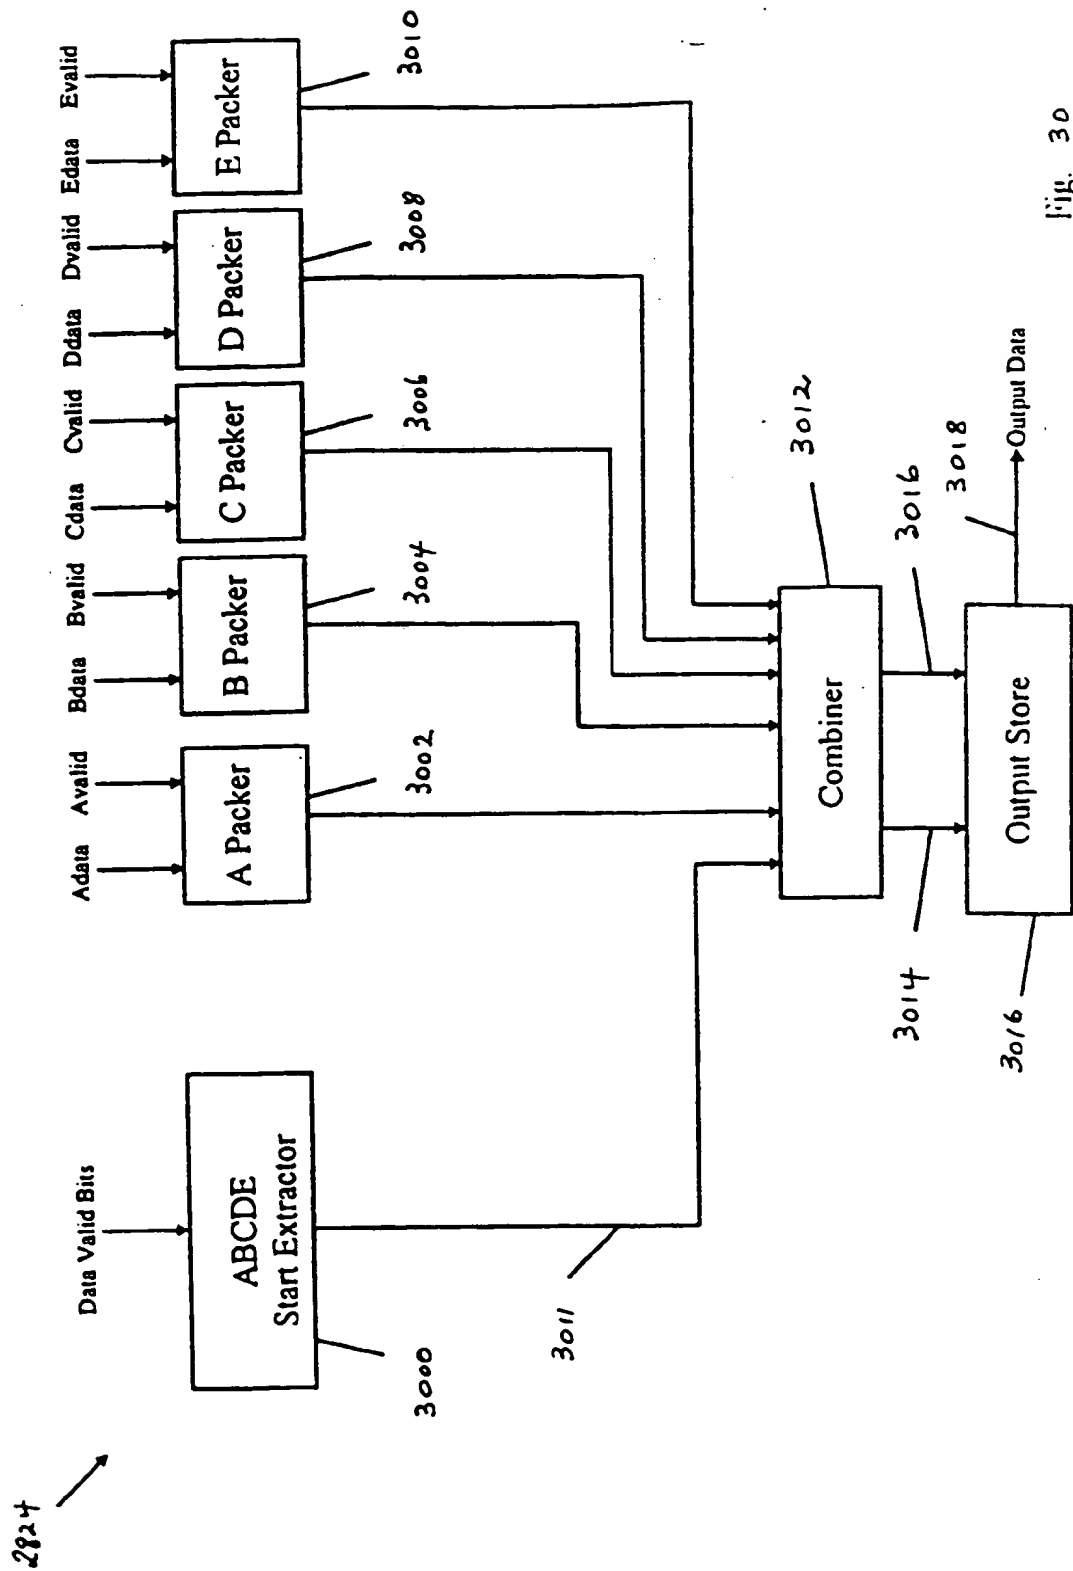 2824
Data Valid Bits
Adata Avalid
Bdata Bvalid
Cdata Cvalid
Ddata Dvalid
Edata Evalid
ABCDE
Start Extractor
A Packer
B Packer
C Packer
D Packer
E Packer
3000
3002
3004
3006
3008
3010
3011
Combiner
3012
3014
3016
Output Store
3016
3018
Output Data
Fig. 30